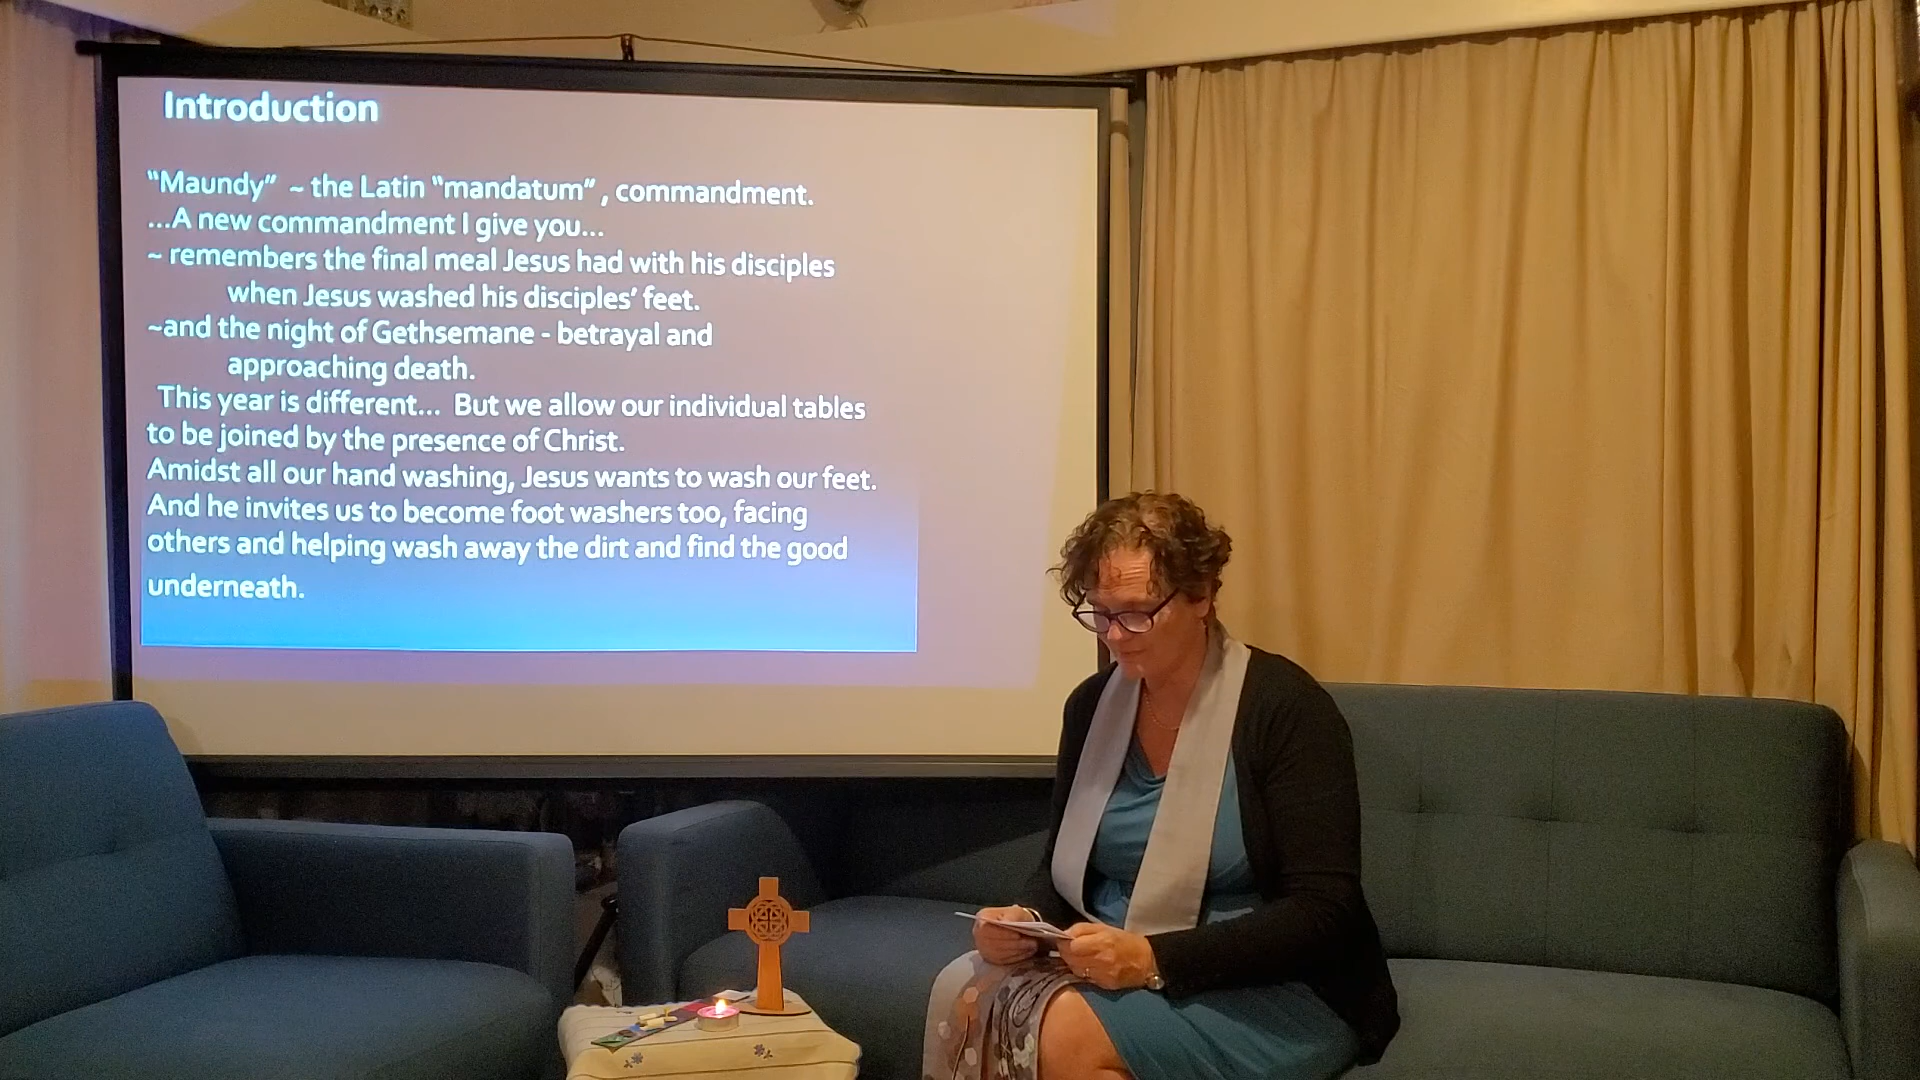 Introduction
“Maundy” ~ the Latin “mandatum” , commandment.
...A new commandment I give you...
~ remembers the final meal Jesus had with his disciples
when Jesus washed his disciples’ feet.
~and the night of Gethsemane - betrayal and
approaching death.
This year is different... But we allow our individual tables
to be joined by the presence of Christ.
Amidst all our hand washing, Jesus wants to wash our feet.
And he invites us to become foot washers too, facing
others and helping wash away the dirt and find the good
underneath.